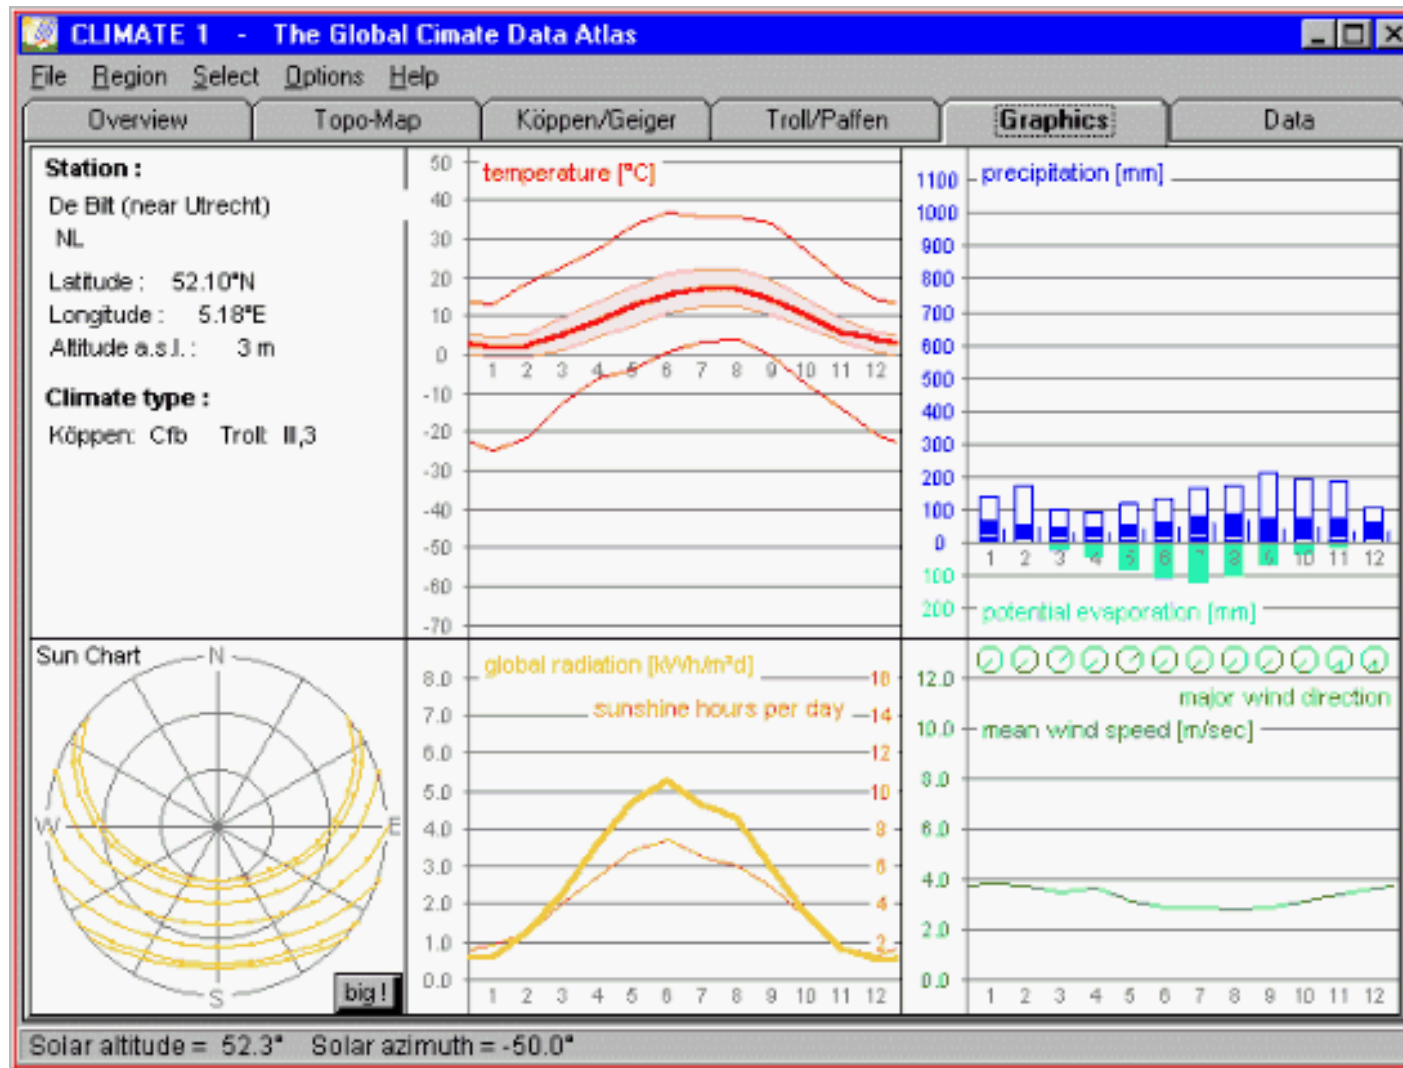 CLIMATE 1 - The Global Cimate Data Atlas
File Region Select Options Help
Overview Topo-Map Köppen/Geiger Troll/Paffen Graphics Data
Station :
De Bilt (near Utrecht)
NL
Latitude : 52.10°N
Longitude : 5.18°E
Altitude a.s.l. : 3 m
Climate type :
Köppen: Cfb Troll: III,3
temperature [°C]
50
40
30
20
10
0
-10
-20
-30
-40
-50
-60
-70
1 2 3 4 5 6 7 8 9 10 11 12
precipitation [mm]
1100
1000
900
800
700
600
500
400
300
200
100
0
100
200
1 2 3 4 5 6 7 8 9 10 11 12
potential evaporation [mm]
Sun Chart
N
W
E
S
big !
global radiation [kWh/m²d]
sunshine hours per day
8.0
7.0
6.0
5.0
4.0
3.0
2.0
1.0
0.0
16
14
12
10
8
6
4
2
1 2 3 4 5 6 7 8 9 10 11 12
major wind direction
mean wind speed [m/sec]
12.0
10.0
8.0
6.0
4.0
2.0
0.0
1 2 3 4 5 6 7 8 9 10 11 12
Solar altitude = 52.3° Solar azimuth = -50.0°